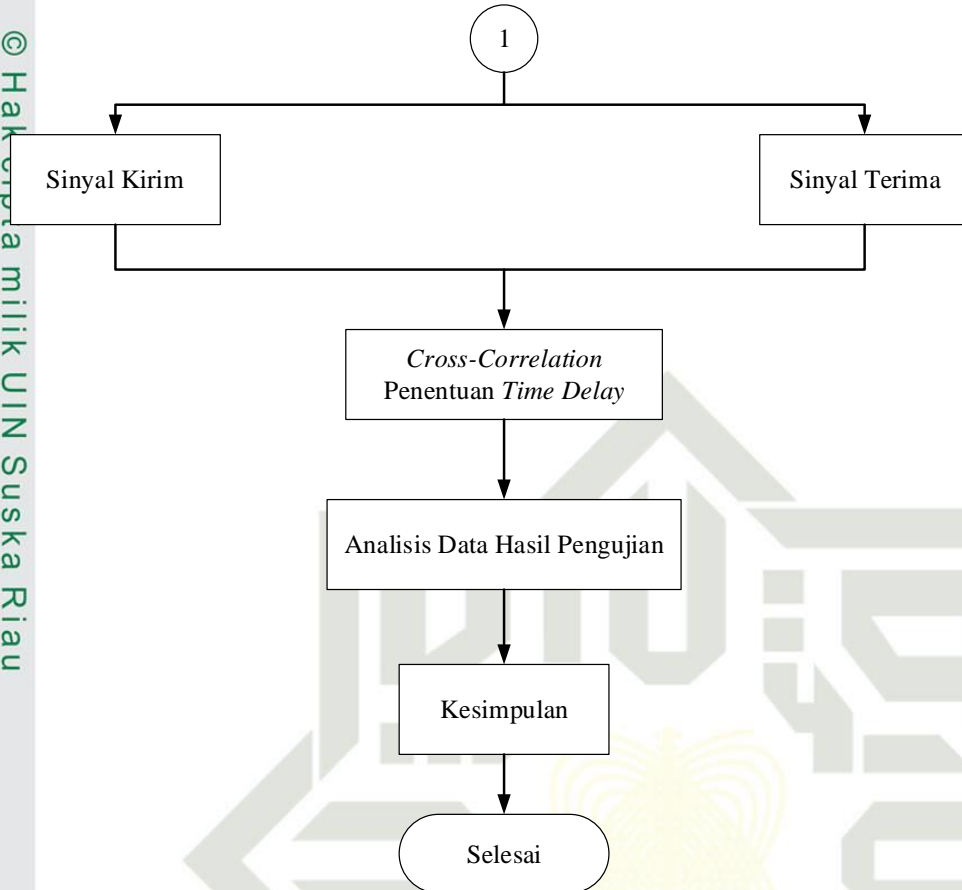 1
© Hak cipta milik UIN Suska Riau
Sinyal Kirim
Sinyal Terima
Cross-Correlation
Penentuan Time Delay
Analisis Data Hasil Pengujian
Kesimpulan
Selesai